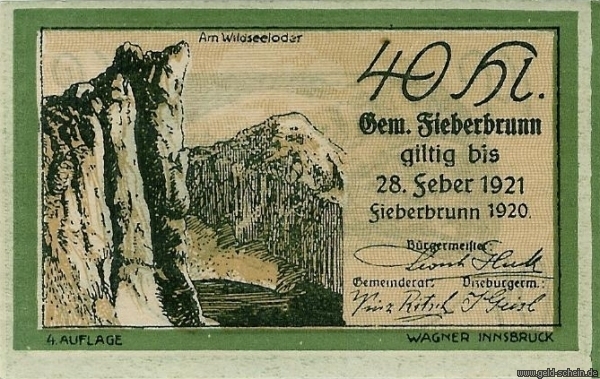 Am Wildseeloder
40 Hl.
Gem. Fieberbrunn
giltig bis
28. Feber 1921
Fieberbrunn 1920.
Bürgermeister
Gemeinderat: Vizeburgerm.:
4. AUFLAGE
WAGNER INNSBRUCK
www.geld-schein.de